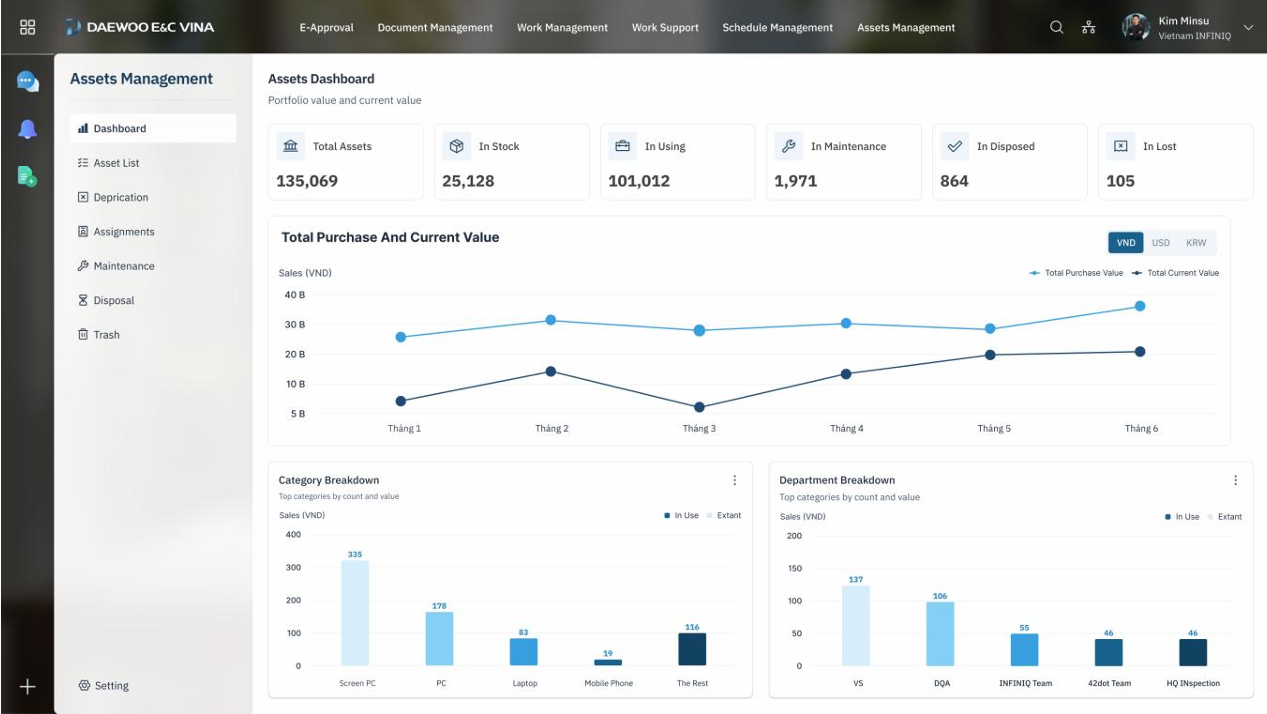 DAEWOO E&C VINA
E-Approval
Document Management
Work Management
Work Support
Schedule Management
Assets Management
Kim Minsu
Vietnam INFINIQ
Assets Management
Dashboard
Asset List
Deprication
Assignments
Maintenance
Disposal
Trash
Setting
Assets Dashboard
Portfolio value and current value
Total Assets
135,069
In Stock
25,128
In Using
101,012
In Maintenance
1,971
In Disposed
864
In Lost
105
Total Purchase And Current Value
VND USD KRW
Sales (VND)
Total Purchase Value
Total Current Value
40 B
30 B
20 B
10 B
5 B
Tháng 1
Tháng 2
Tháng 3
Tháng 4
Tháng 5
Tháng 6
Category Breakdown
Top categories by count and value
Sales (VND)
In Use
Extant
400
300
200
100
0
335
178
83
19
116
Screen PC
PC
Laptop
Mobile Phone
The Rest
Department Breakdown
Top categories by count and value
Sales (VND)
In Use
Extant
200
150
100
50
0
137
106
55
46
46
VS
DQA
INFINIQ Team
42dot Team
HQ INspection